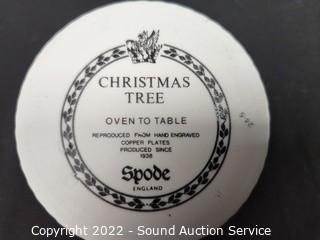 CHRISTMAS
TREE
OVEN TO TABLE
REPRODUCED FROM HAND ENGRAVED
COPPER PLATES
PRODUCED SINCE
1938
Spode
ENGLAND
Copyright 2022 - Sound Auction Service